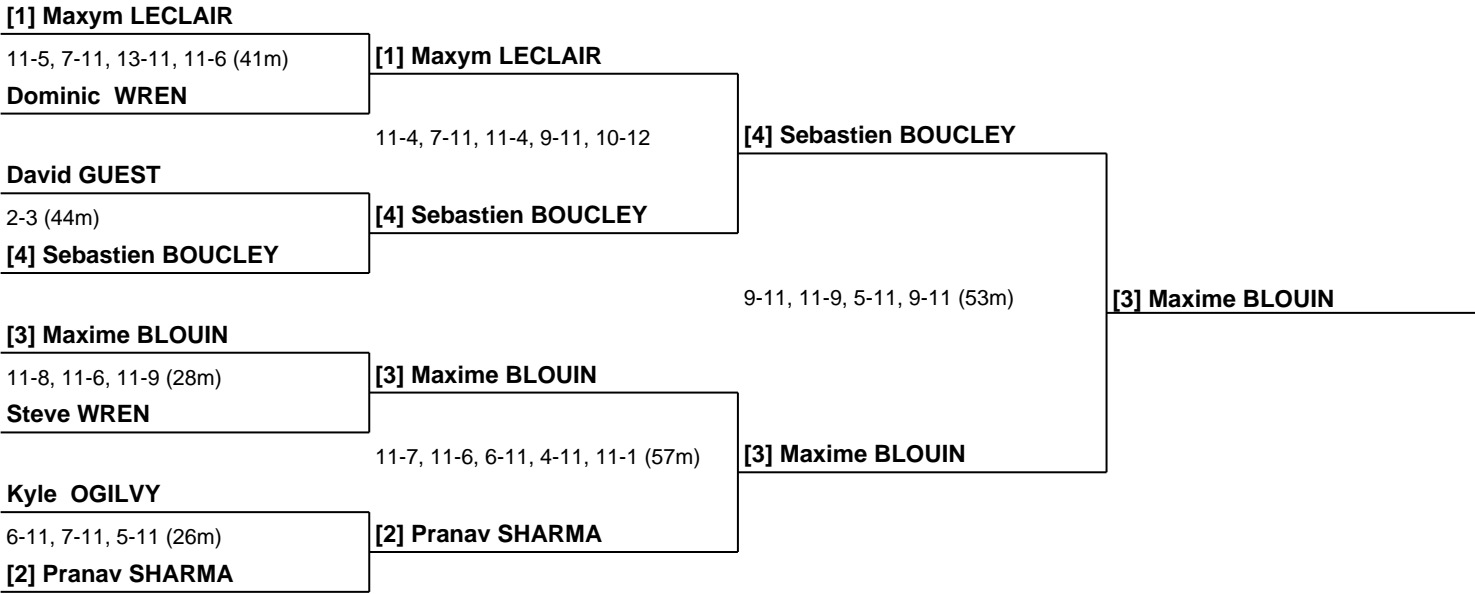 [1] Maxym LECLAIR
11-5, 7-11, 13-11, 11-6 (41m)
Dominic  WREN
[1] Maxym LECLAIR
11-4, 7-11, 11-4, 9-11, 10-12
David GUEST
2-3 (44m)
[4] Sebastien BOUCLEY
[4] Sebastien BOUCLEY
[4] Sebastien BOUCLEY
9-11, 11-9, 5-11, 9-11 (53m)
[3] Maxime BLOUIN
[3] Maxime BLOUIN
11-8, 11-6, 11-9 (28m)
Steve WREN
[3] Maxime BLOUIN
11-7, 11-6, 6-11, 4-11, 11-1 (57m)
[3] Maxime BLOUIN
Kyle  OGILVY
6-11, 7-11, 5-11 (26m)
[2] Pranav SHARMA
[2] Pranav SHARMA